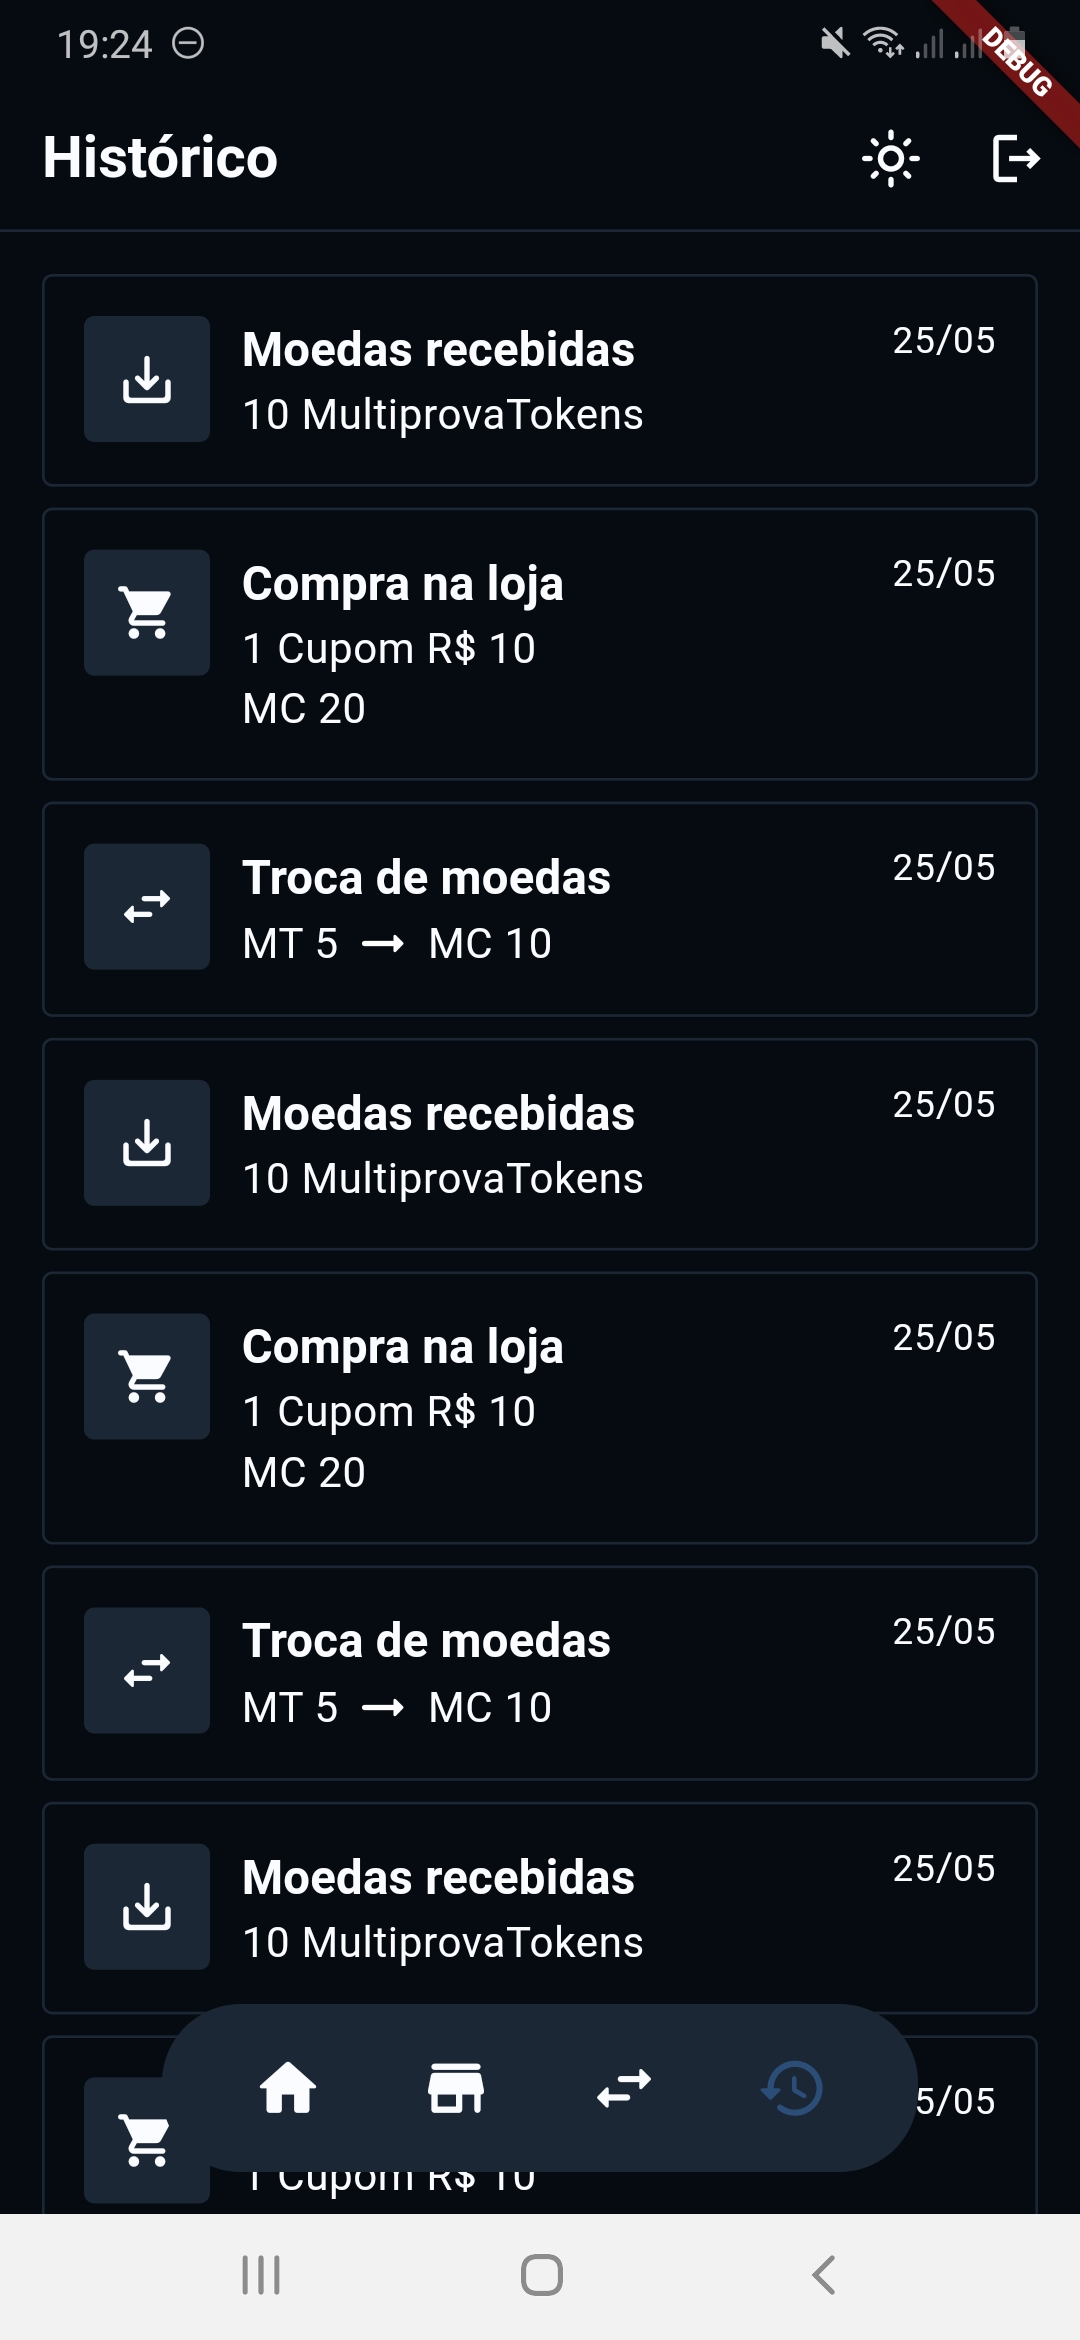 19:24
DEBUG
Histórico
Moedas recebidas
25/05
10 MultiprovaTokens
Compra na loja
25/05
1 Cupom R$ 10
MC 20
Troca de moedas
25/05
MT 5 → MC 10
Moedas recebidas
25/05
10 MultiprovaTokens
Compra na loja
25/05
1 Cupom R$ 10
MC 20
Troca de moedas
25/05
MT 5 → MC 10
Moedas recebidas
25/05
10 MultiprovaTokens
5/05
1 Cupom R$ 10